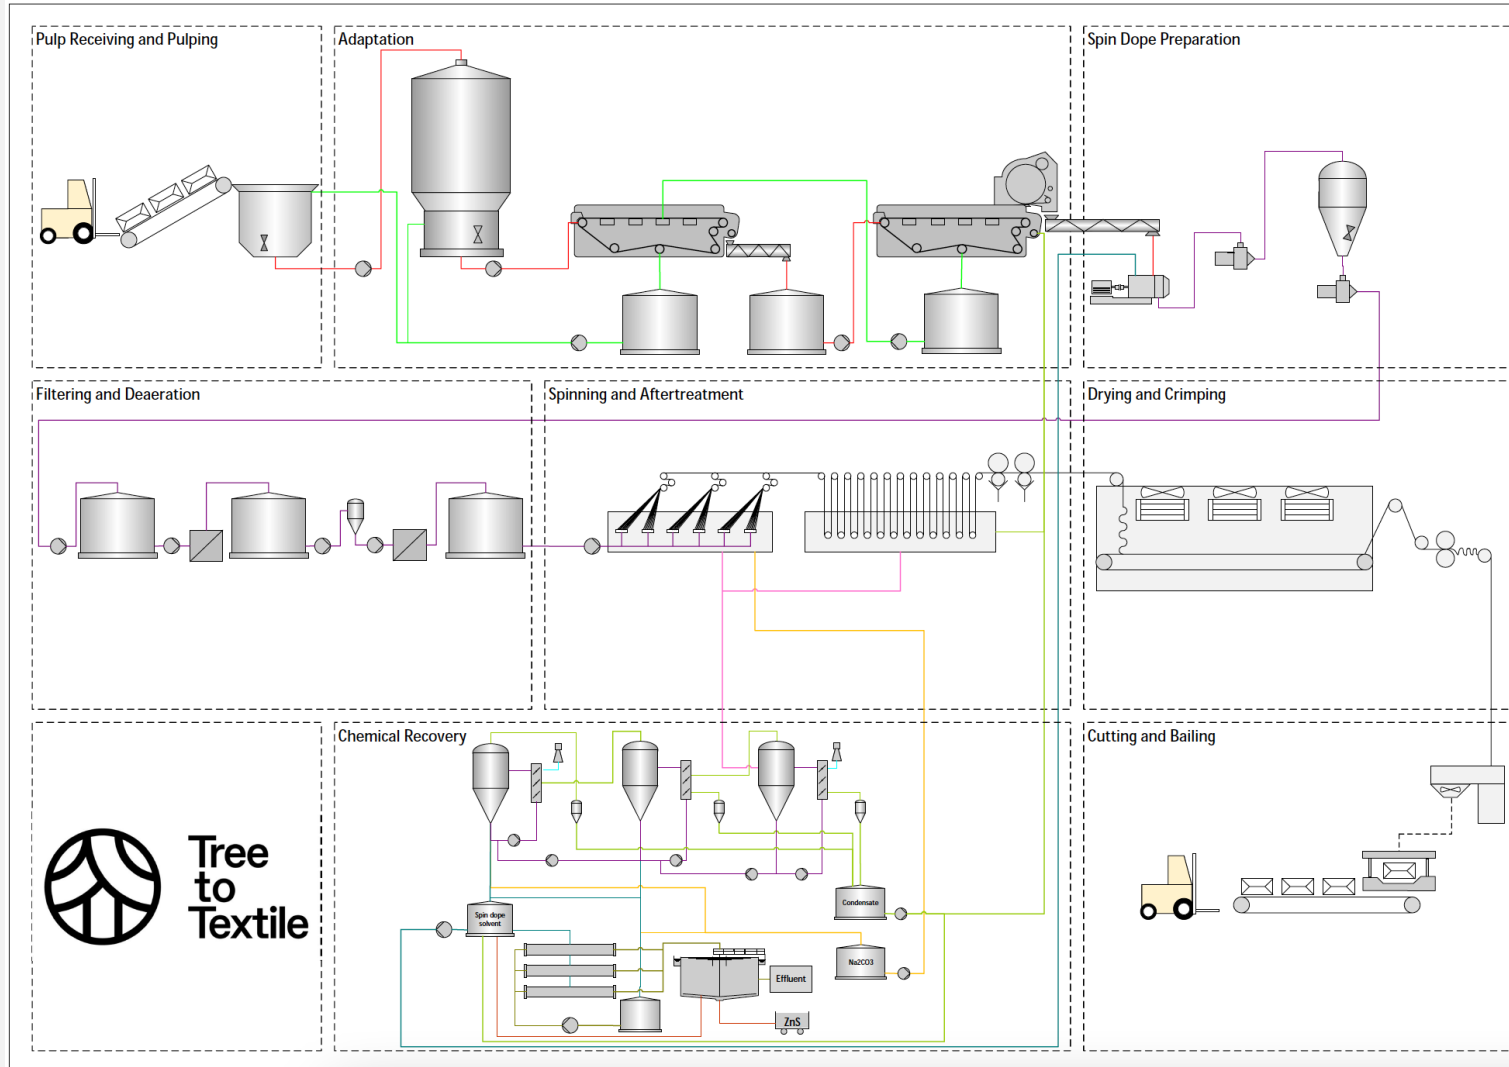 Pulp Receiving and Pulping
Adaptation
Spin Dope Preparation
Filtering and Deaeration
Spinning and Aftertreatment
Drying and Crimping
Chemical Recovery
Cutting and Bailing
Tree
to
Textile
Spin dope
solvent
Condensate
Na2CO3
Effluent
ZnS